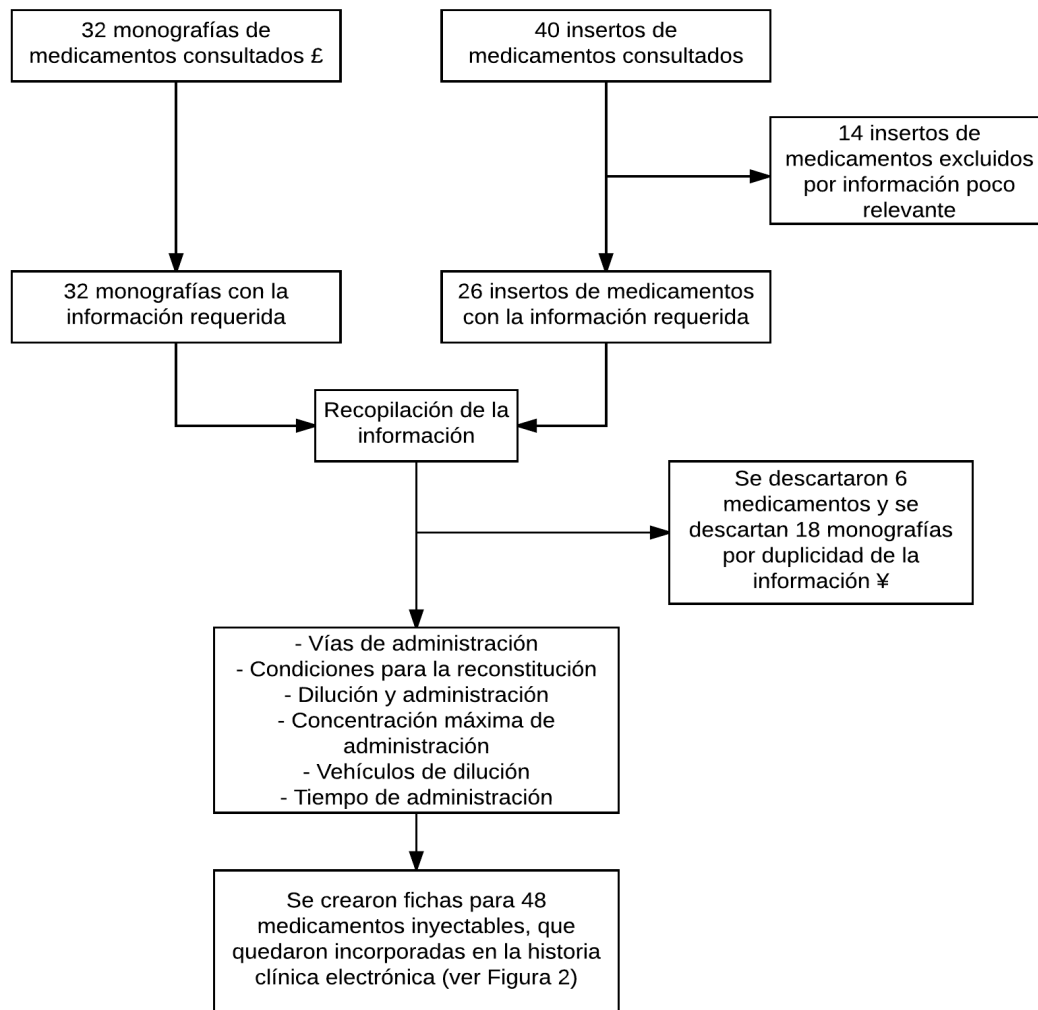 32 monografías de
medicamentos consultados £
40 insertos de
medicamentos consultados
14 insertos de
medicamentos excluidos
por información poco
relevante
32 monografías con la
información requerida
26 insertos de medicamentos
con la información requerida
Recopilación de la
información
Se descartaron 6
medicamentos y se
descartan 18 monografías
por duplicidad de la
información ¥
- Vías de administración
- Condiciones para la reconstitución
- Dilución y administración
- Concentración máxima de
administración
- Vehículos de dilución
- Tiempo de administración
Se crearon fichas para 48
medicamentos inyectables, que
quedaron incorporadas en la historia
clínica electrónica (ver Figura 2)